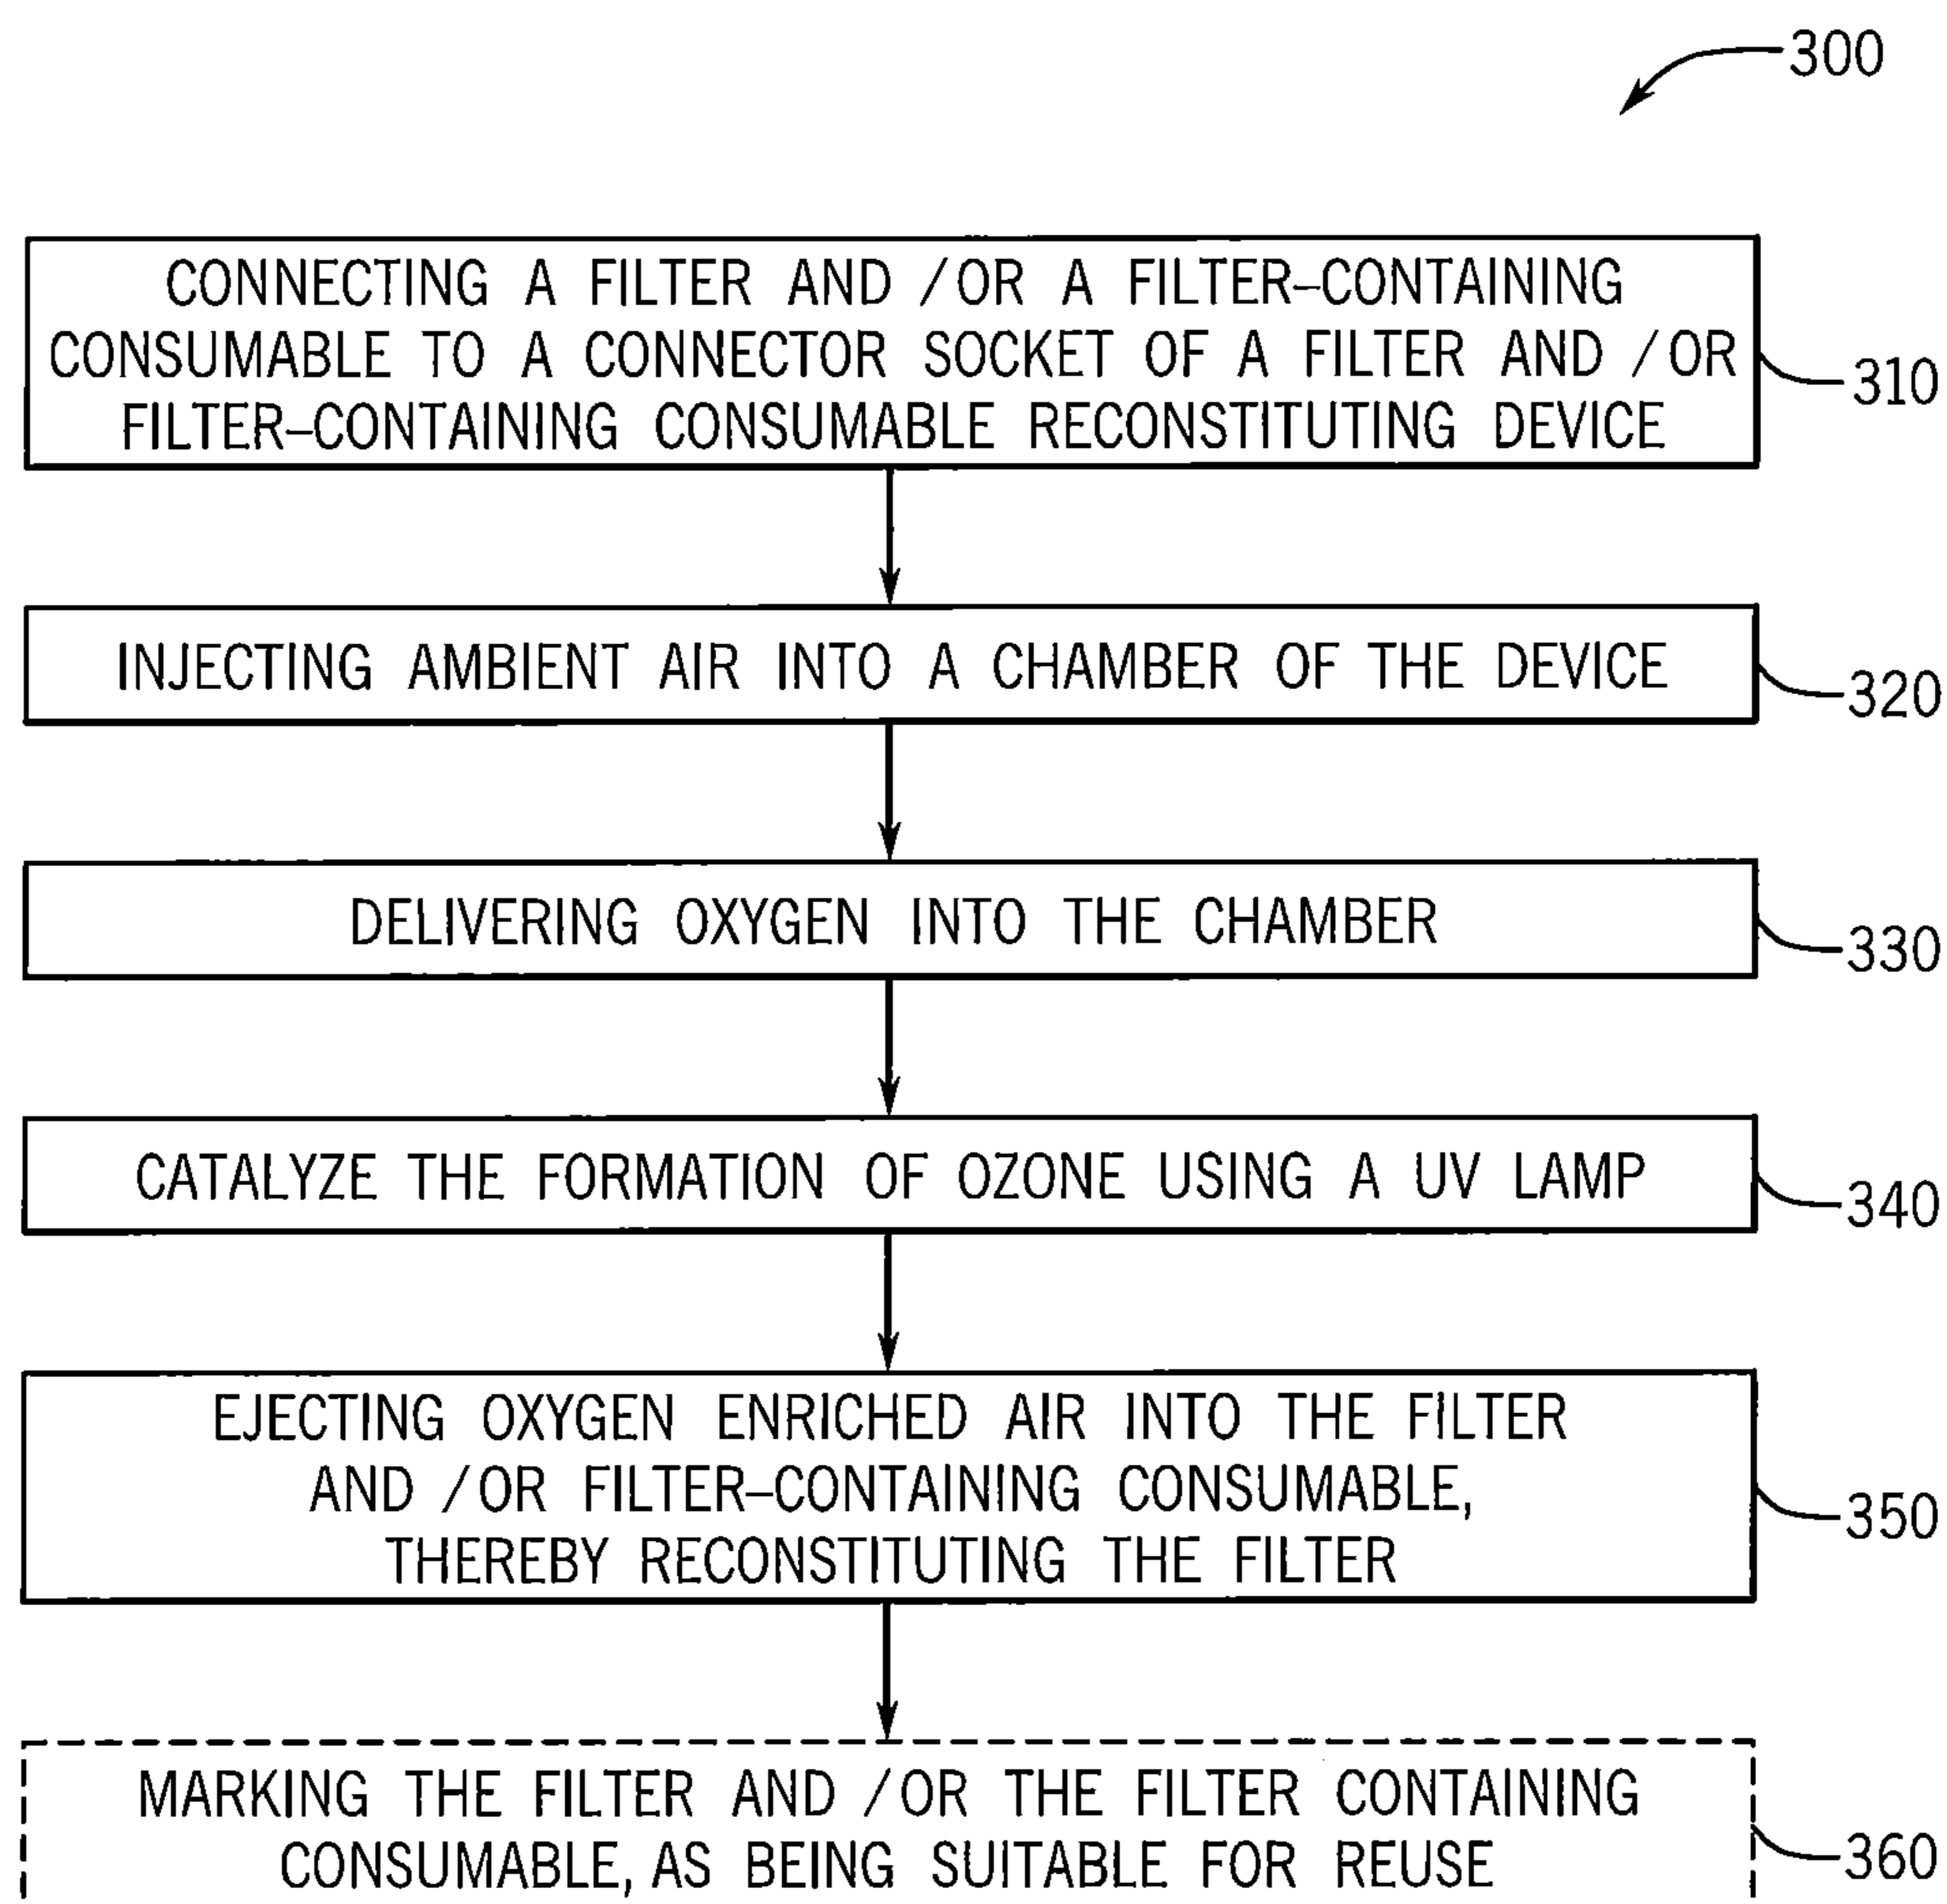 300
CONNECTING A FILTER AND /OR A FILTER–CONTAINING
CONSUMABLE TO A CONNECTOR SOCKET OF A FILTER AND /OR
FILTER–CONTAINING CONSUMABLE RECONSTITUTING DEVICE
310
INJECTING AMBIENT AIR INTO A CHAMBER OF THE DEVICE
320
DELIVERING OXYGEN INTO THE CHAMBER
330
CATALYZE THE FORMATION OF OZONE USING A UV LAMP
340
EJECTING OXYGEN ENRICHED AIR INTO THE FILTER
AND /OR FILTER–CONTAINING CONSUMABLE,
THEREBY RECONSTITUTING THE FILTER
350
MARKING THE FILTER AND /OR THE FILTER CONTAINING
CONSUMABLE, AS BEING SUITABLE FOR REUSE
360